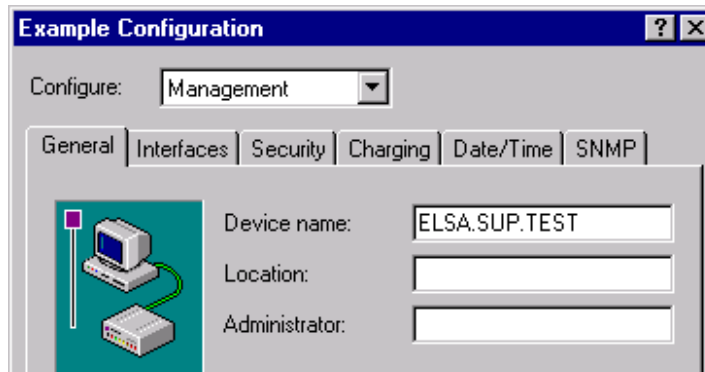 Example Configuration
Configure: Management
General Interfaces Security Charging Date/Time SNMP
Device name: ELSA.SUP.TEST
Location:
Administrator: